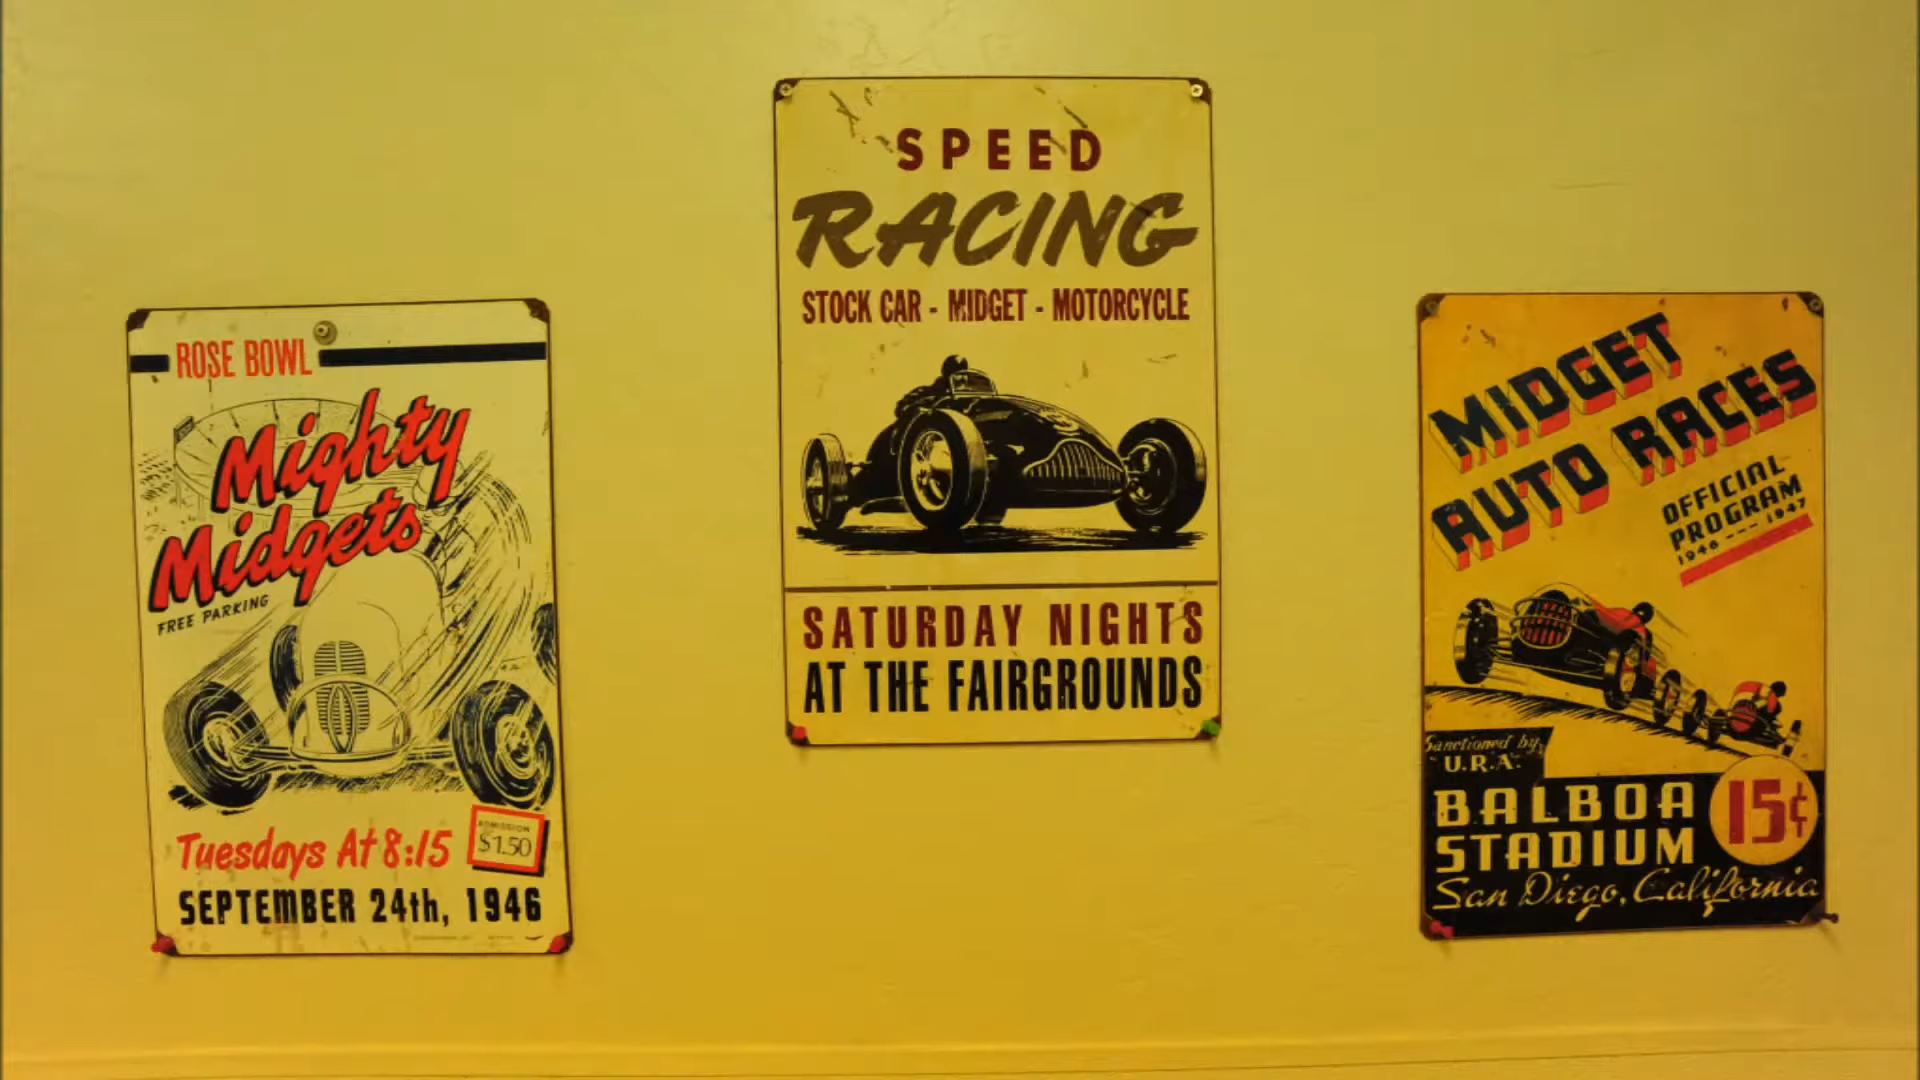 ROSE BOWL
Mighty
Midgets
FREE PARKING
Tuesdays At 8:15
ADMISSION
$1.50
SEPTEMBER 24th, 1946
SPEED
RACING
STOCK CAR - MIDGET - MOTORCYCLE
SATURDAY NIGHTS
AT THE FAIRGROUNDS
MIDGET
AUTO RACES
OFFICIAL
PROGRAM
1946 --- 1947
Sanctioned by
U.R.A.
BALBOA
STADIUM
15¢
San Diego, California